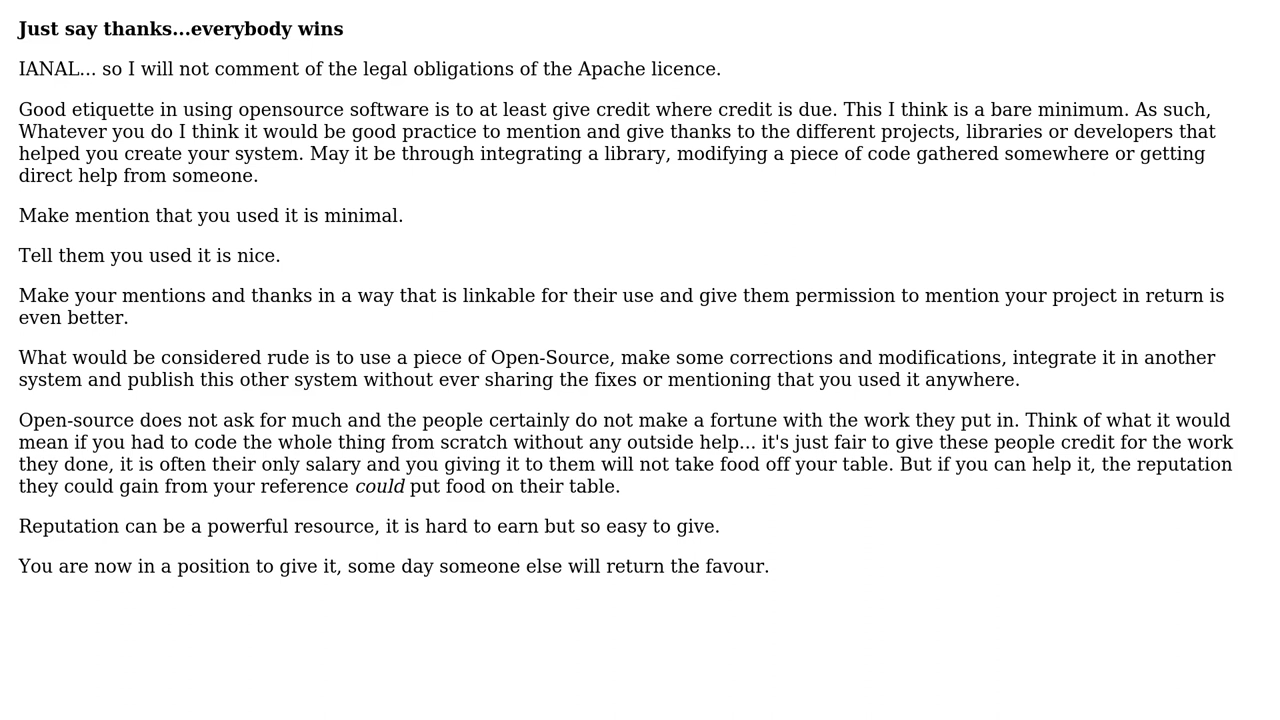 Just say thanks...everybody wins
IANAL... so I will not comment of the legal obligations of the Apache licence.
Good etiquette in using opensource software is to at least give credit where credit is due. This I think is a bare minimum. As such,
Whatever you do I think it would be good practice to mention and give thanks to the different projects, libraries or developers that
helped you create your system. May it be through integrating a library, modifying a piece of code gathered somewhere or getting
direct help from someone.
Make mention that you used it is minimal.
Tell them you used it is nice.
Make your mentions and thanks in a way that is linkable for their use and give them permission to mention your project in return is
even better.
What would be considered rude is to use a piece of Open-Source, make some corrections and modifications, integrate it in another
system and publish this other system without ever sharing the fixes or mentioning that you used it anywhere.
Open-source does not ask for much and the people certainly do not make a fortune with the work they put in. Think of what it would
mean if you had to code the whole thing from scratch without any outside help... it's just fair to give these people credit for the work
they done, it is often their only salary and you giving it to them will not take food off your table. But if you can help it, the reputation
they could gain from your reference could put food on their table.
Reputation can be a powerful resource, it is hard to earn but so easy to give.
You are now in a position to give it, some day someone else will return the favour.